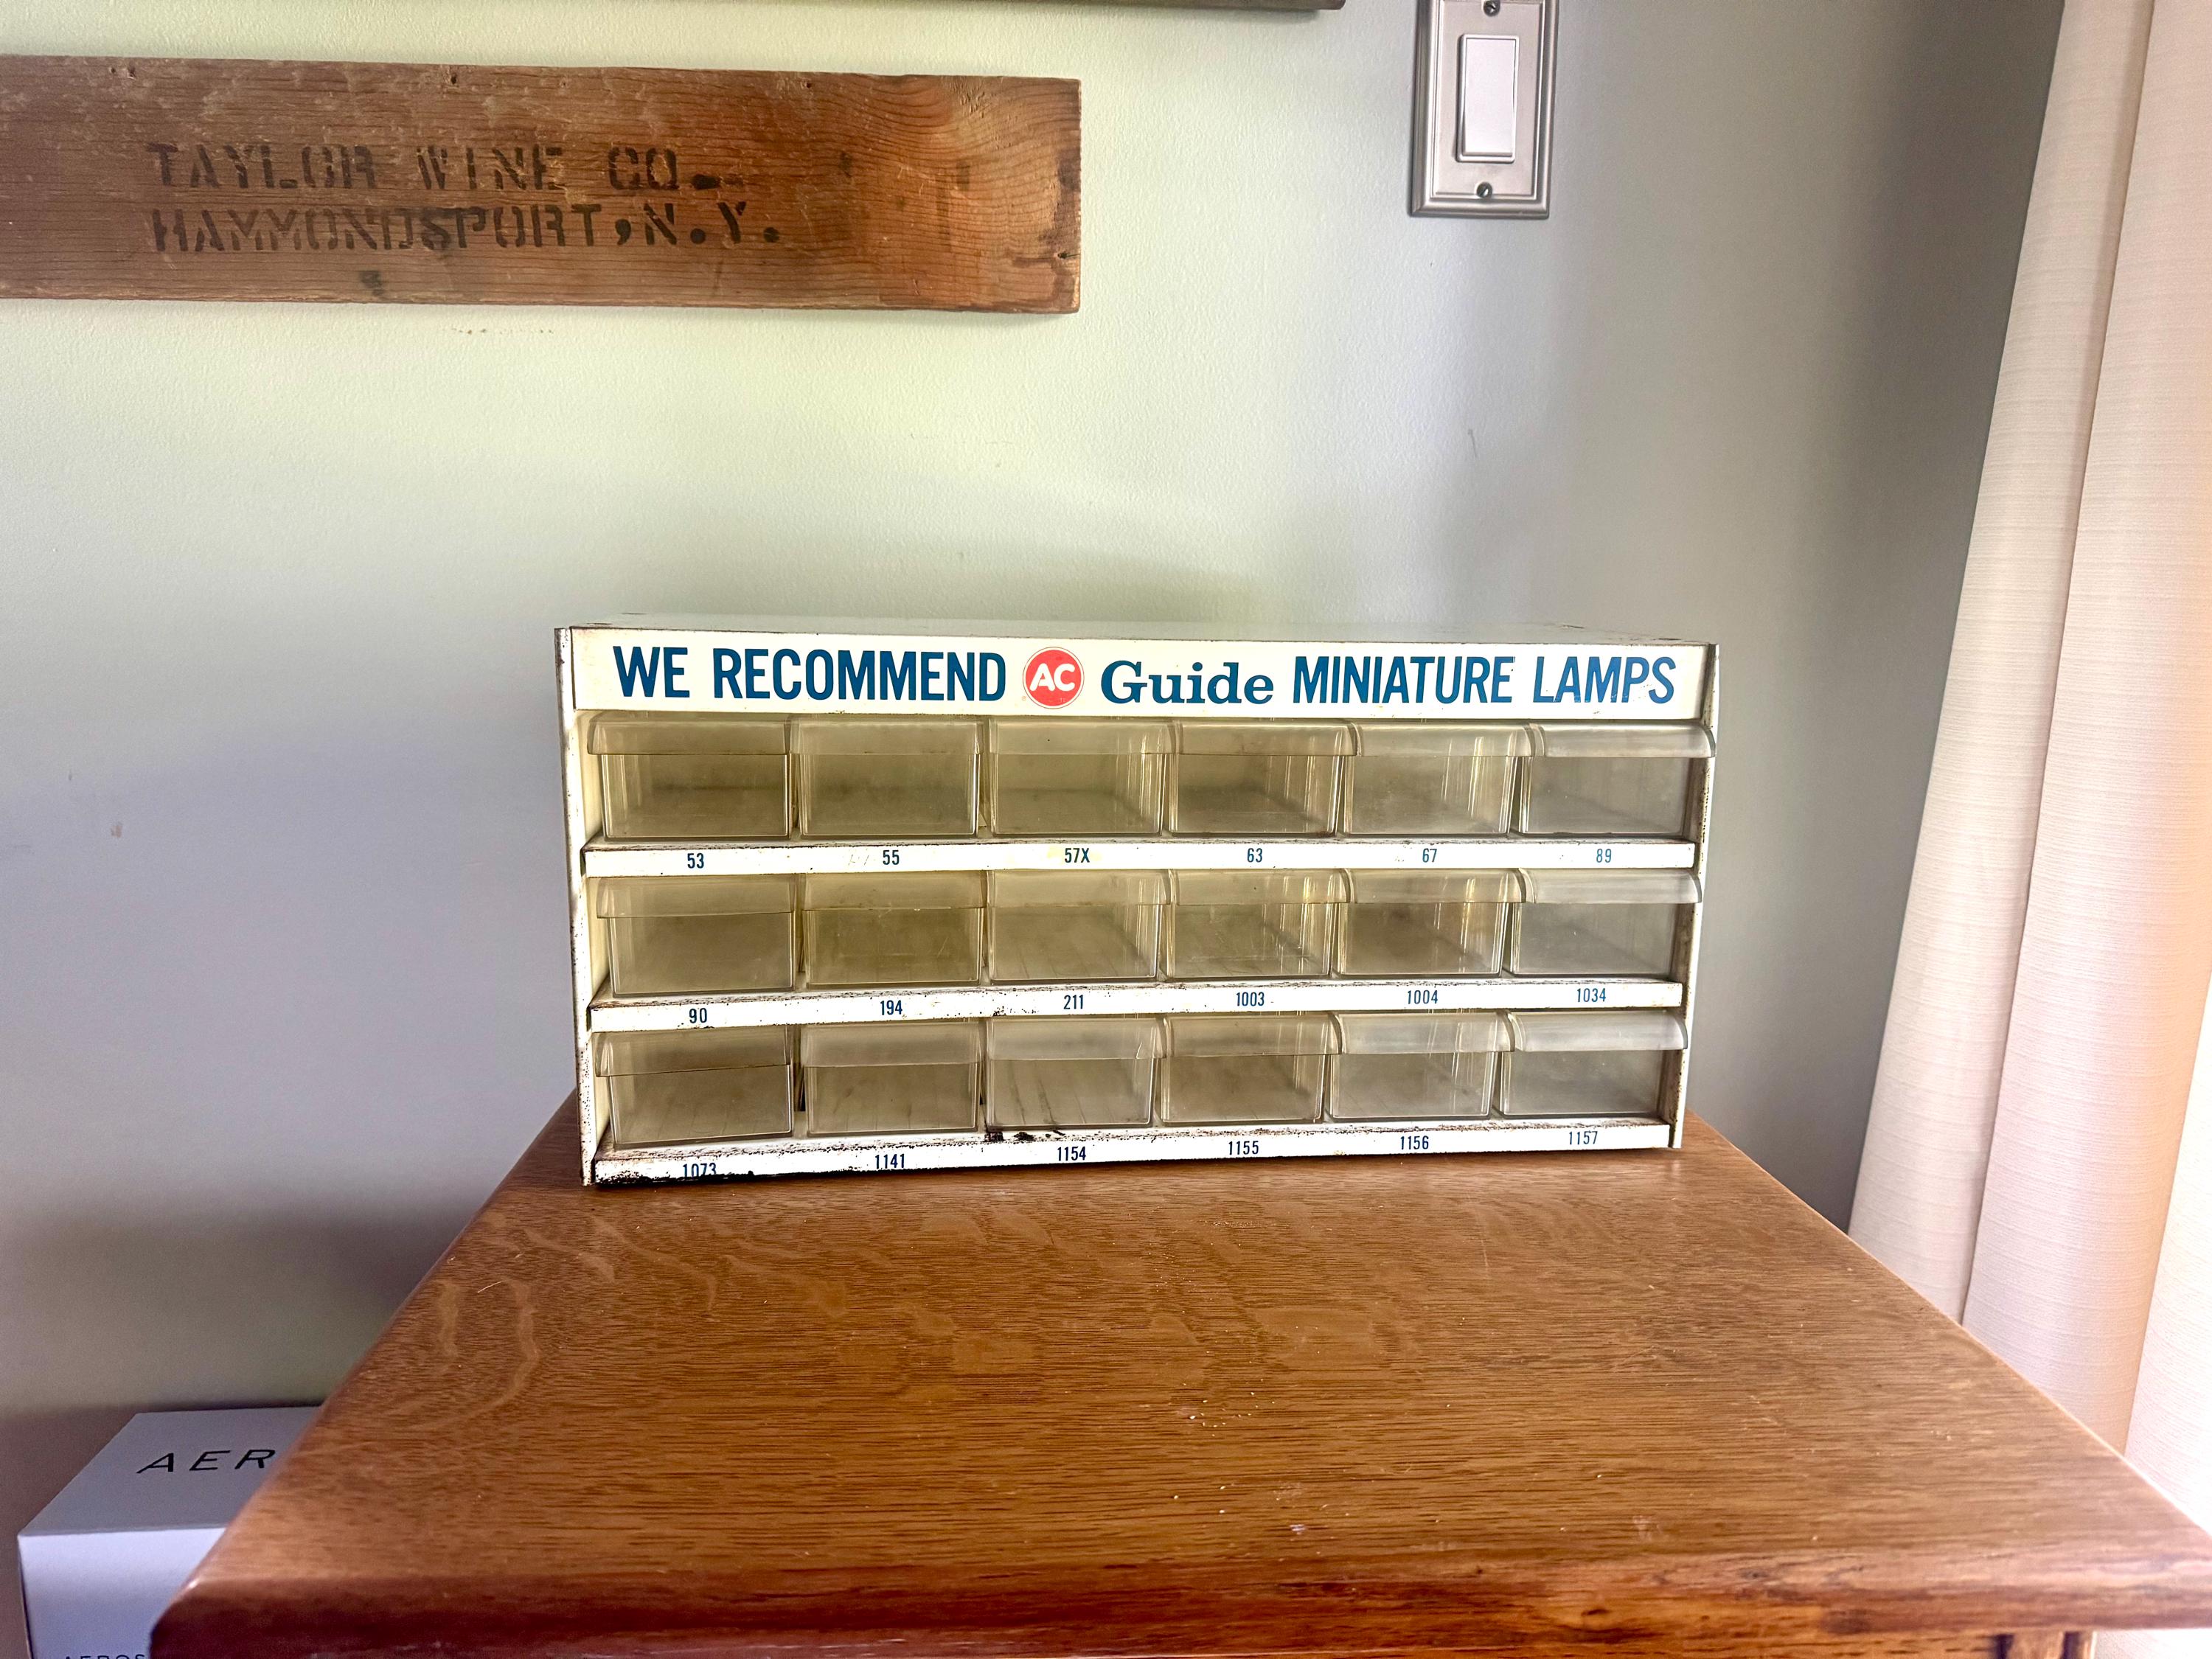 TAYLOR WINE CO.
HAMMONDSPORT, N.Y.
WE RECOMMEND AC Guide MINIATURE LAMPS
53 55 57X 63 67 89
90 194 211 1003 1004 1034
1073 1141 1154 1155 1156 1157
AER
AEROS